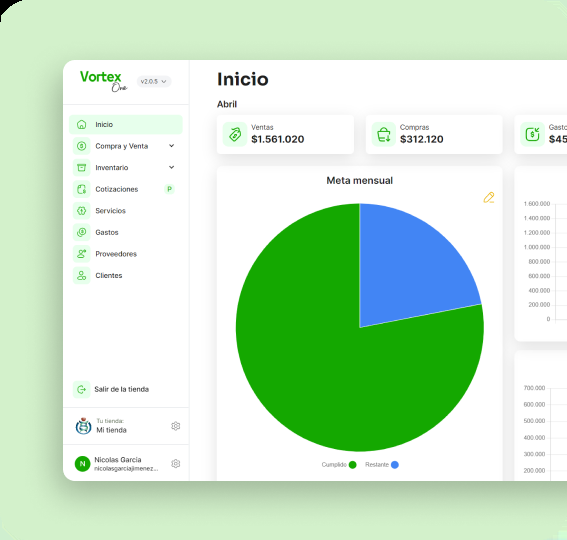 Vortex
One
v2.0.5
Inicio
Compra y Venta
Inventario
Cotizaciones
P
Servicios
Gastos
Proveedores
Clientes
Salir de la tienda
Tu tienda:
Mi tienda
N
Nicolas Garcia
nicolasgarciajimenez...
Inicio
Abril
Ventas
$1.561.020
Compras
$312.120
Gasto
$45
Meta mensual
Cumplido
Restante
1.600.000
1.400.000
1.200.000
1.000.000
800.000
600.000
400.000
200.000
0
700.000
600.000
500.000
400.000
300.000
200.000